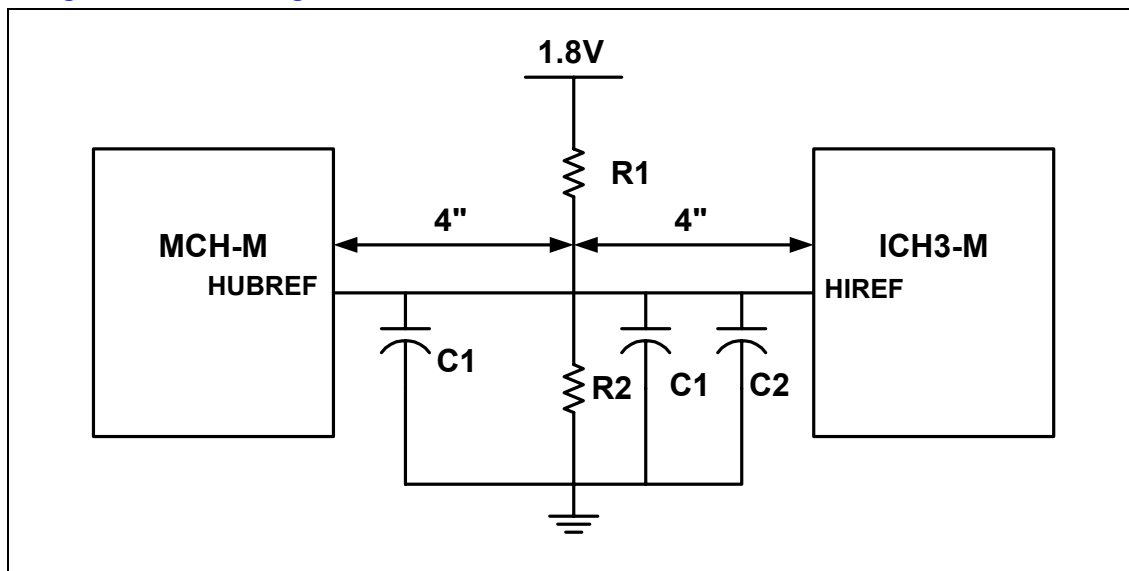 1.8V
R1
4"
4"
MCH-M
ICH3-M
HUBREF
HIREF
C1
R2
C1
C2